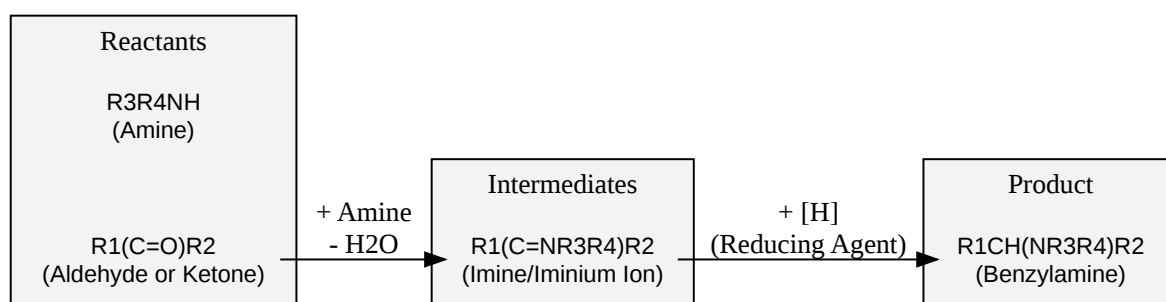 Reactants
R3R4NH
(Amine)
R1(C=O)R2
(Aldehyde or Ketone)
+ Amine
- H2O
Intermediates
R1(C=NR3R4)R2
(Imine/Iminium Ion)
+ [H]
(Reducing Agent)
Product
R1CH(NR3R4)R2
(Benzylamine)